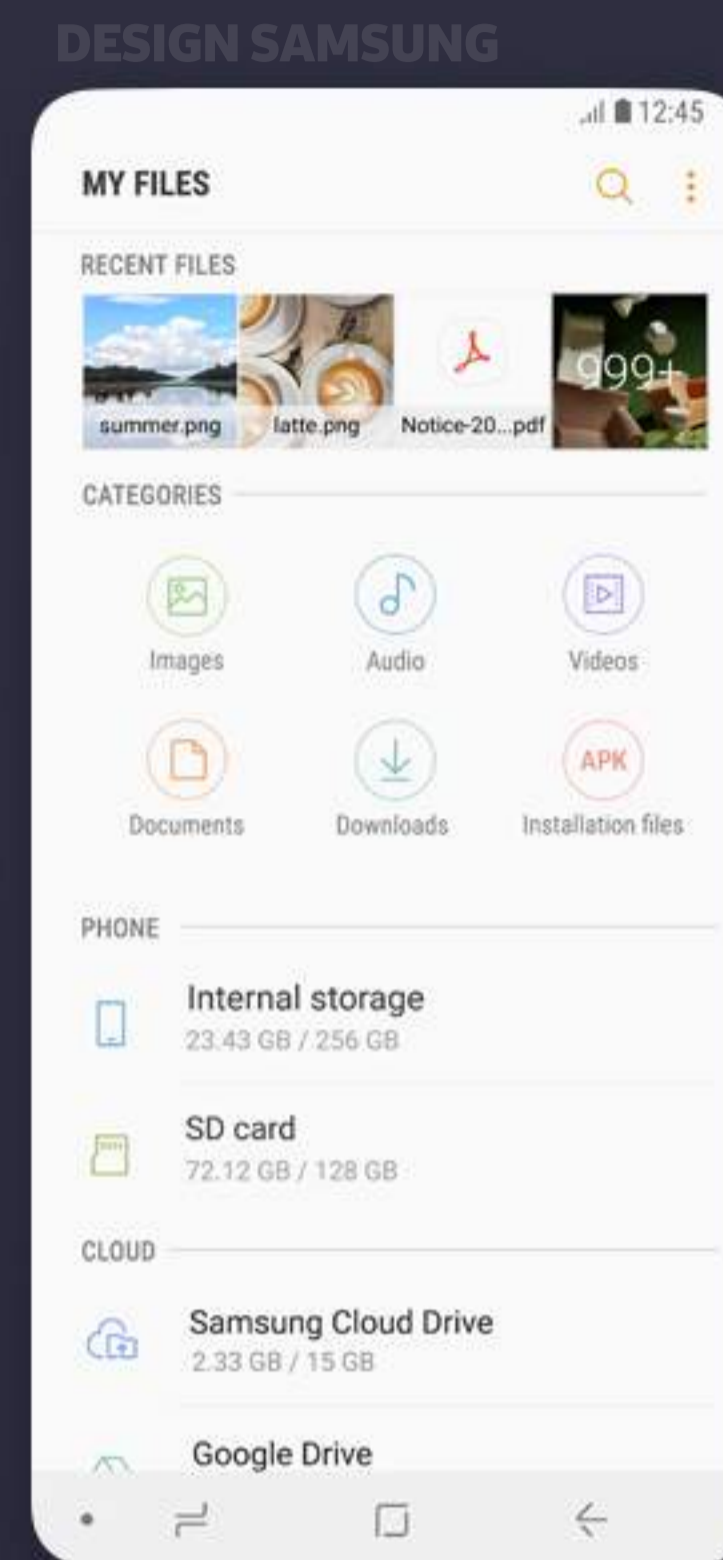 DESIGN SAMSUNG
12:45
MY FILES
RECENT FILES
summer.png
latte.png
Notice-20...pdf
999+
CATEGORIES
Images
Audio
Videos
Documents
Downloads
APK
Installation files
PHONE
Internal storage
23.43 GB / 256 GB
SD card
72.12 GB / 128 GB
CLOUD
Samsung Cloud Drive
2.33 GB / 15 GB
Google Drive